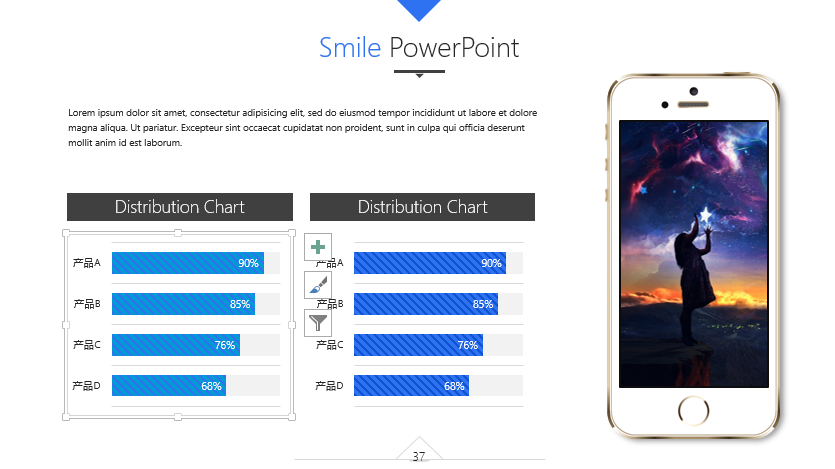 Smile PowerPoint
Lorem ipsum dolor sit amet, consectetur adipisicing elit, sed do eiusmod tempor incididunt ut labore et dolore
magna aliqua. Ut pariatur. Excepteur sint occaecat cupidatat non proident, sunt in culpa qui officia deserunt
mollit anim id est laborum.
Distribution Chart
产品A 90%
产品B 85%
产品C 76%
产品D 68%
Distribution Chart
产品A 90%
产品B 85%
产品C 76%
产品D 68%
37